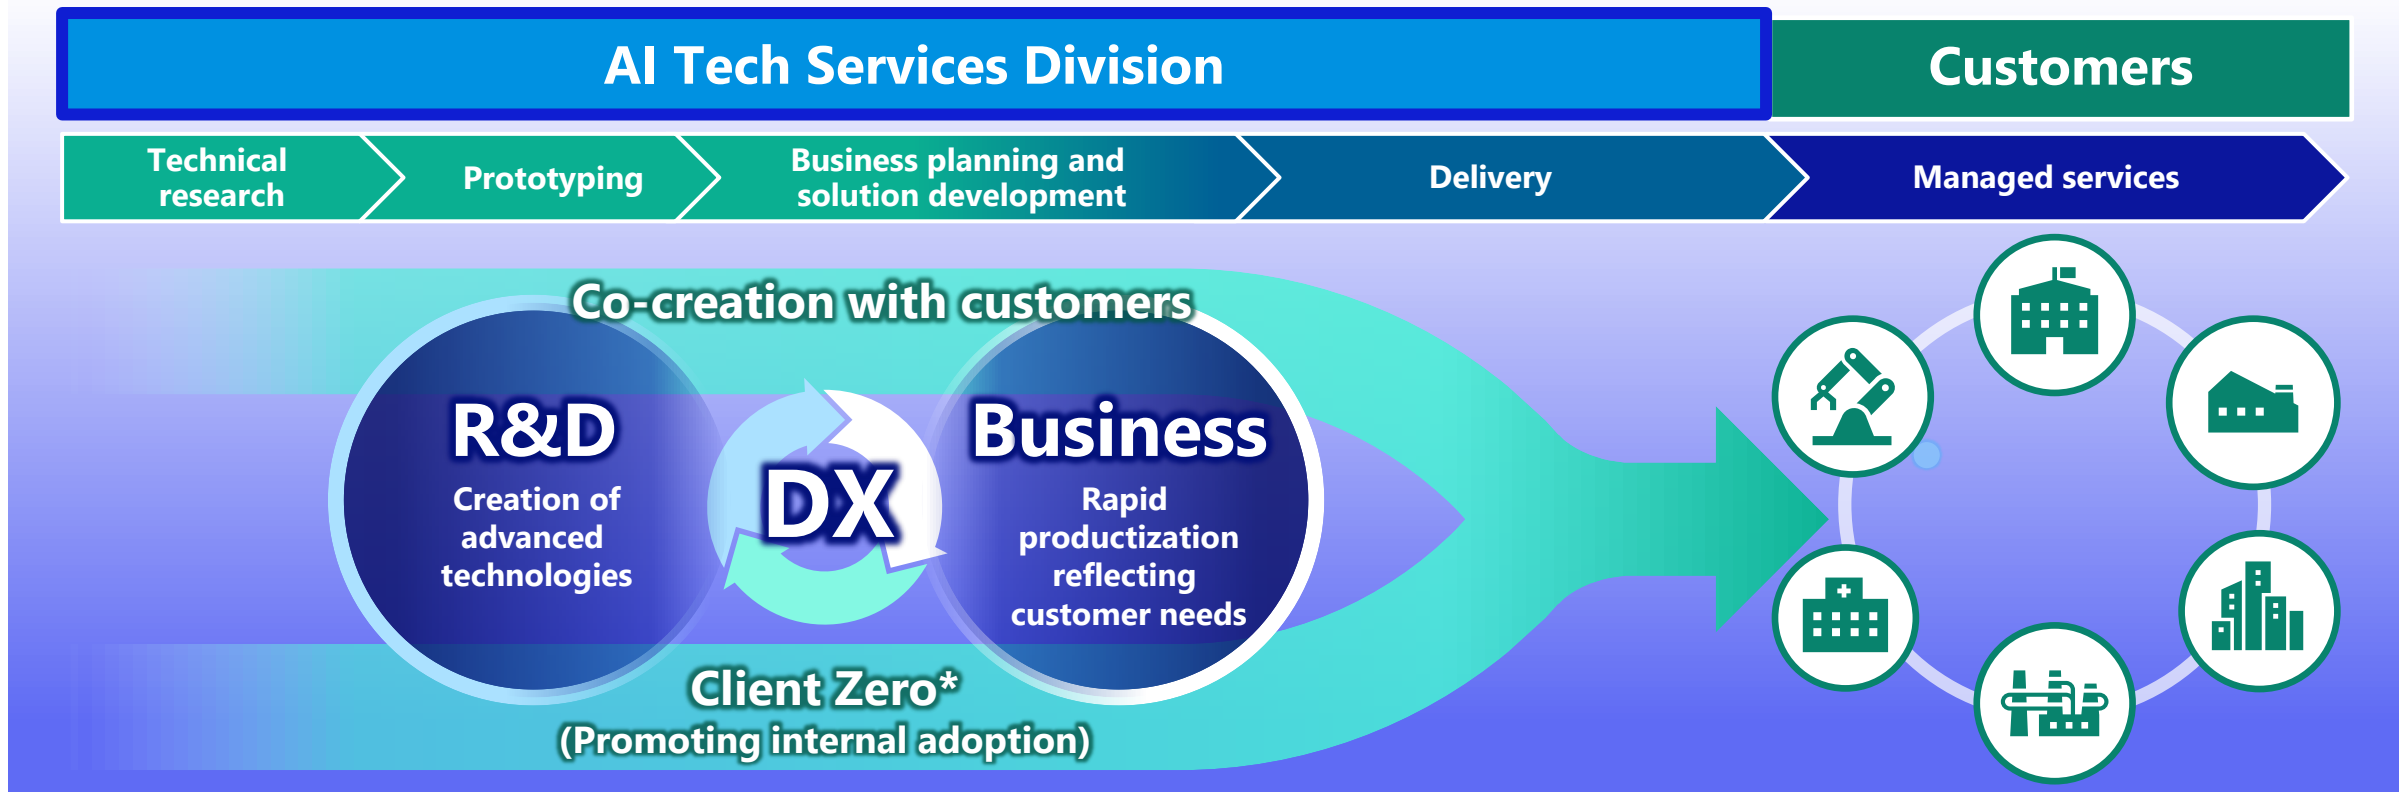 AI Tech Services Division
Customers
Technical
research
Prototyping
Business planning and
solution development
Delivery
Managed services
Co-creation with customers
R&D
Creation of
advanced
technologies
DX
Business
Rapid
productization
reflecting
customer needs
Client Zero*
(Promoting internal adoption)